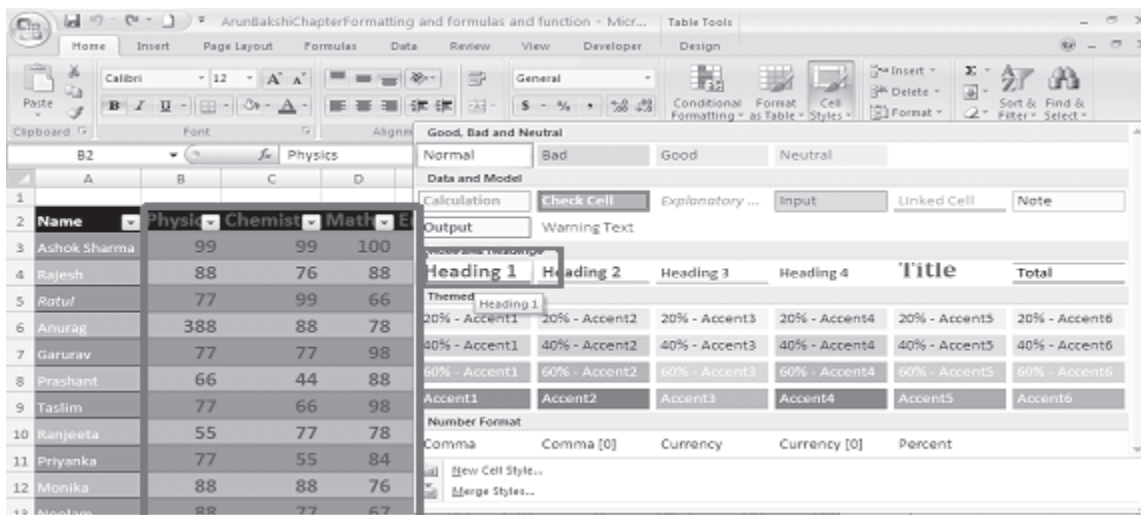 ArunBakshiChapterFormatting and formulas and function - Micr...
Table Tools
Home Insert Page Layout Formulas Data Review View Developer Design
Paste
Calibri 12 A A
General
Conditional Formatting
Format as Table
Cell Styles
Insert
Delete
Format
Σ
Sort & Filter
Find & Select
B I U A
$ % ,
Clipboard Font Alignm
B2 fx Physics
A B C D
1
2 Name Physic Chemist Math E
3 Ashok Sharma 99 99 100
4 Rajesh 88 76 88
5 Ratul 77 99 66
6 Anurag 388 88 78
7 Garurav 77 77 98
8 Prashant 66 44 88
9 Taslim 77 66 98
10 Ranjeeta 55 77 78
11 Priyanka 77 55 84
12 Monika 88 88 76
13 Neelam 88 77 67
Good, Bad and Neutral
Normal Bad Good Neutral
Data and Model
Calculation Check Cell Explanatory ... Input Linked Cell Note
Output Warning Text
Heading 1 Heading 2 Heading 3 Heading 4 Title Total
Themed
Heading 1
20% - Accent1 20% - Accent2 20% - Accent3 20% - Accent4 20% - Accent5 20% - Accent6
40% - Accent1 40% - Accent2 40% - Accent3 40% - Accent4 40% - Accent5 40% - Accent6
60% - Accent1 60% - Accent2 60% - Accent3 60% - Accent4 60% - Accent5 60% - Accent6
Accent1 Accent2 Accent3 Accent4 Accent5 Accent6
Number Format
Comma Comma [0] Currency Currency [0] Percent
New Cell Style...
Merge Styles...